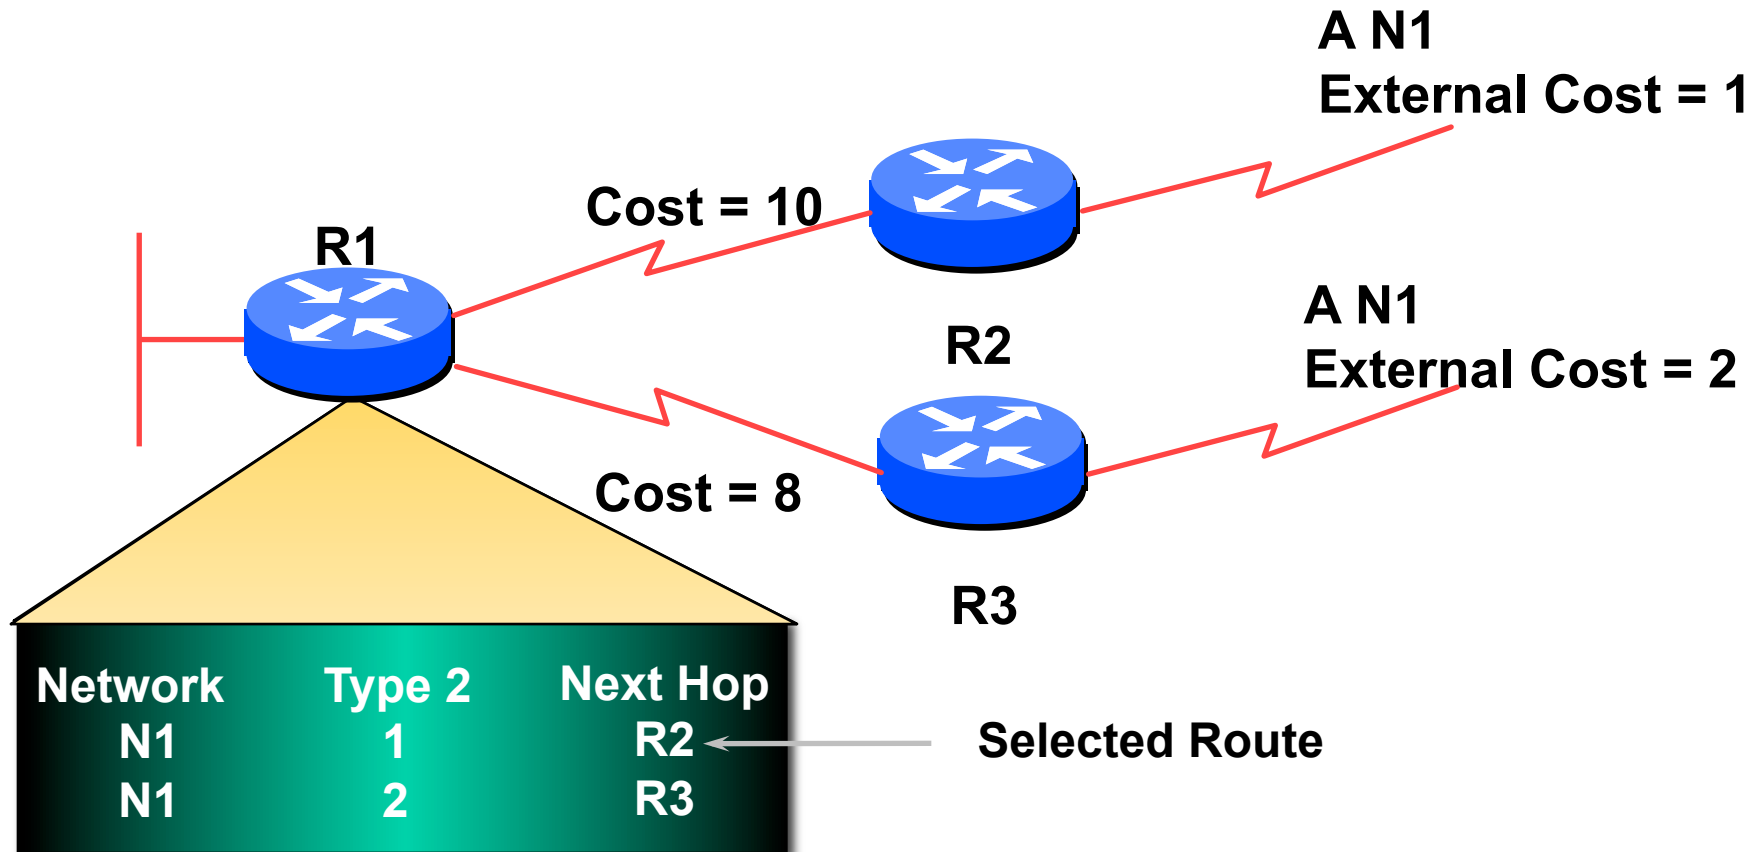 A N1
External Cost = 1
Cost = 10
R1
R2
A N1
External Cost = 2
Cost = 8
R3
Network Type 2 Next Hop
N1 1 R2
N1 2 R3
Selected Route